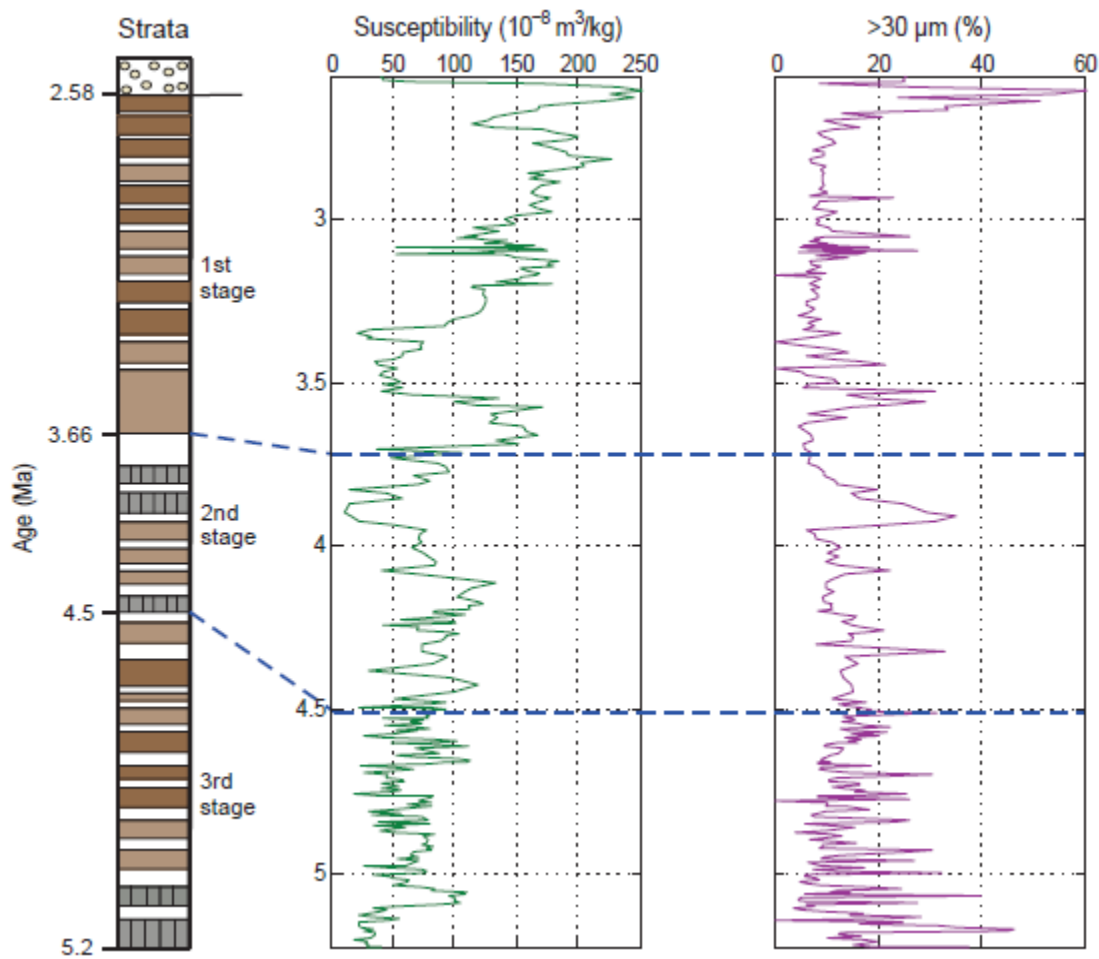 Strata
Susceptibility (10⁻⁸ m³/kg)
>30 µm (%)
0 50 100 150 200 250
0 20 40 60
2.58
3
1st
stage
3.5
3.66
Age (Ma)
2nd
stage
4
4.5
4.5
3rd
stage
5
5.2